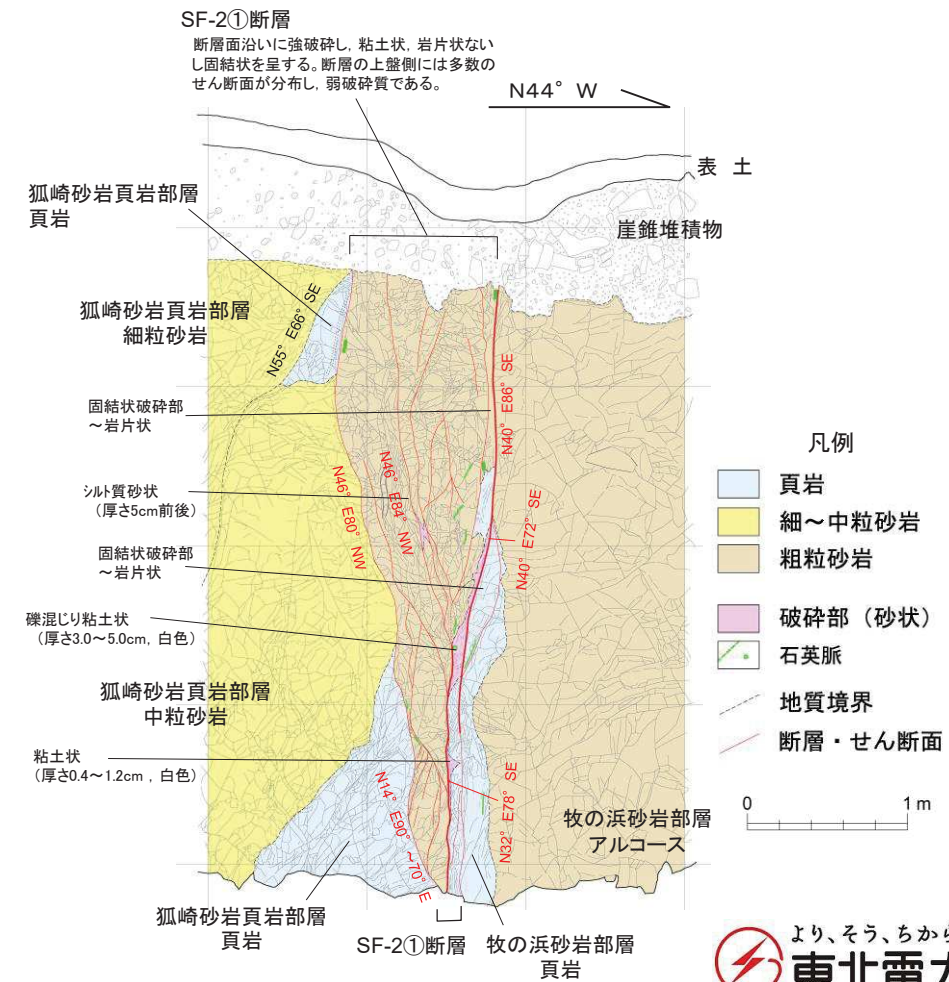 SF-2①断層
断層面沿いに強破砕し，粘土状，岩片状ない
し固結状を呈する。断層の上盤側には多数の
せん断面が分布し，弱破砕質である。
N44° W
表 土
崖錐堆積物
狐崎砂岩頁岩部層
頁岩
狐崎砂岩頁岩部層
細粒砂岩
N55° E66° SE
固結状破砕部
～岩片状
N40° E86° SE
シルト質砂状
(厚さ5cm前後)
N46° E80° NW
N46° E84° NW
固結状破砕部
～岩片状
N40° E72° SE
礫混じり粘土状
(厚さ3.0～5.0cm，白色)
狐崎砂岩頁岩部層
中粒砂岩
粘土状
(厚さ0.4～1.2cm，白色)
N14° E90° ～70° E
N32° E78° SE
牧の浜砂岩部層
アルコース
狐崎砂岩頁岩部層
頁岩
SF-2①断層
牧の浜砂岩部層
頁岩
凡例
頁岩
細～中粒砂岩
粗粒砂岩
破砕部（砂状）
石英脈
地質境界
断層・せん断面
0 1 m
より、そう、ちから
東北電力